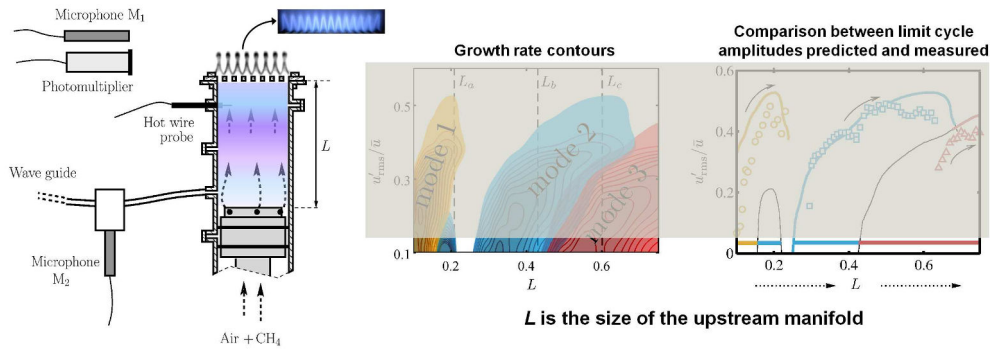 Microphone M₁
Photomultiplier
Hot wire
probe
L
Wave guide
Microphone
M₂
Air + CH₄
Growth rate contours
Lₐ
L_b
L_c
mode 1
mode 2
mode 3
u′rms/ū
0.5
0.3
0.1
0.2
0.4
0.6
L
Comparison between limit cycle
amplitudes predicted and measured
u′rms/ū
0.6
0.4
0.2
0
0.2
0.4
0.6
L
L is the size of the upstream manifold